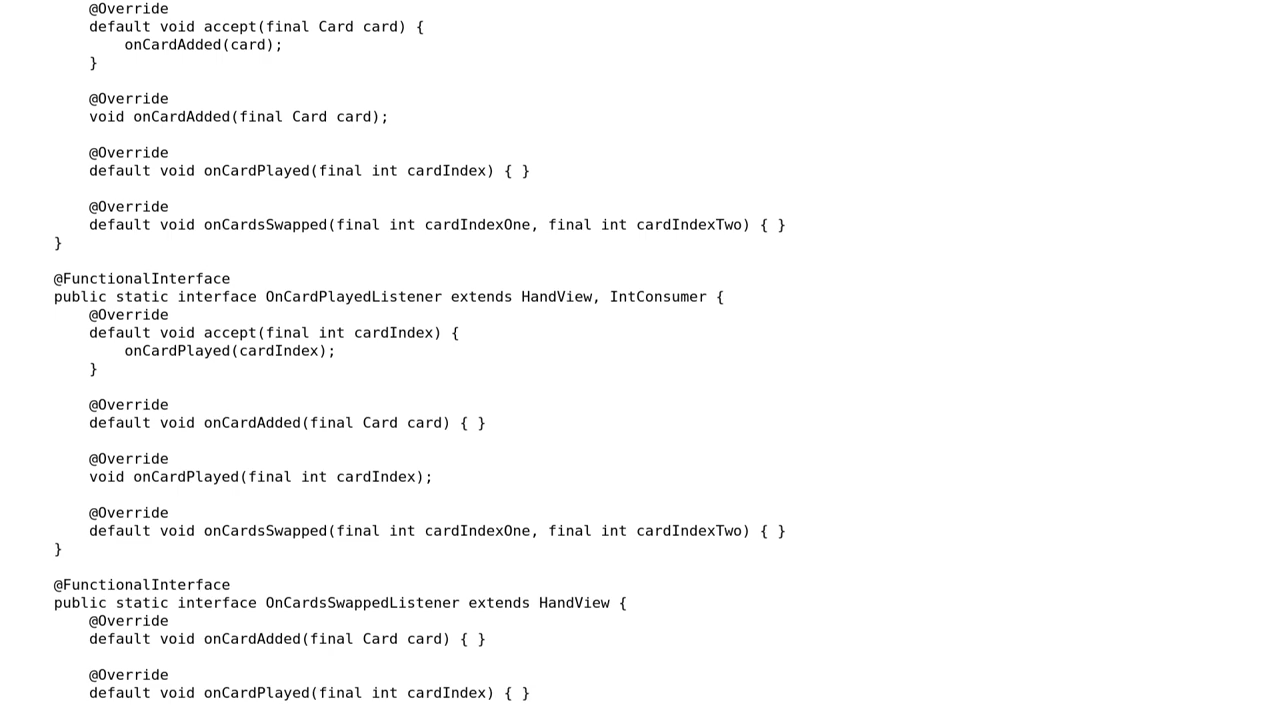 @Override
default void accept(final Card card) {
onCardAdded(card);
}
@Override
void onCardAdded(final Card card);
@Override
default void onCardPlayed(final int cardIndex) { }
@Override
default void onCardsSwapped(final int cardIndexOne, final int cardIndexTwo) { }
}
@FunctionalInterface
public static interface OnCardPlayedListener extends HandView, IntConsumer {
@Override
default void accept(final int cardIndex) {
onCardPlayed(cardIndex);
}
@Override
default void onCardAdded(final Card card) { }
@Override
void onCardPlayed(final int cardIndex);
@Override
default void onCardsSwapped(final int cardIndexOne, final int cardIndexTwo) { }
}
@FunctionalInterface
public static interface OnCardsSwappedListener extends HandView {
@Override
default void onCardAdded(final Card card) { }
@Override
default void onCardPlayed(final int cardIndex) { }